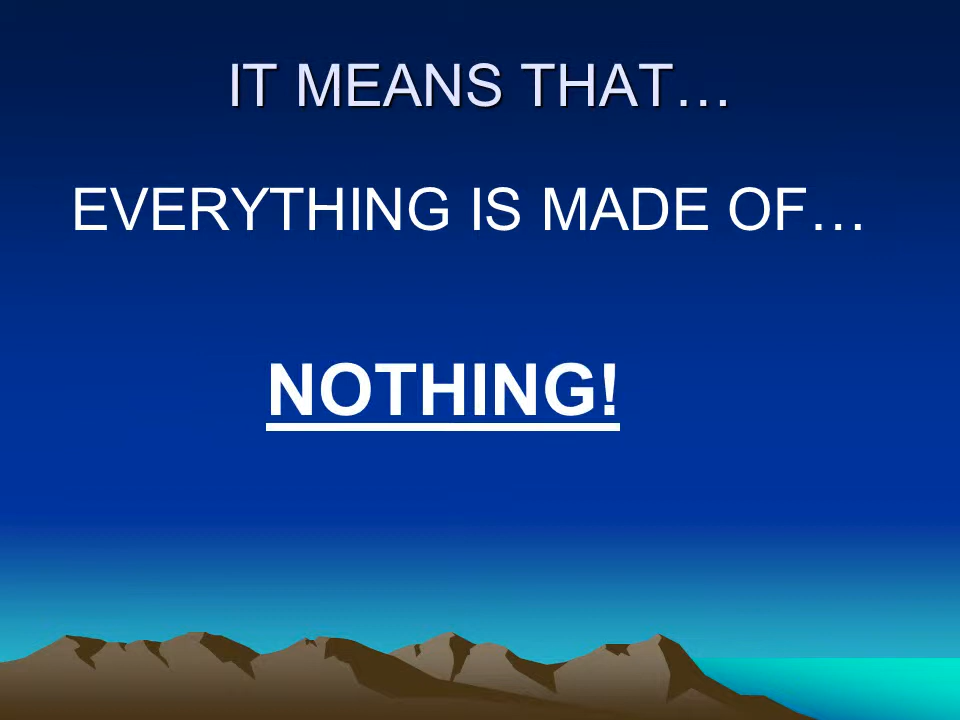 IT MEANS THAT…
EVERYTHING IS MADE OF…
NOTHING!